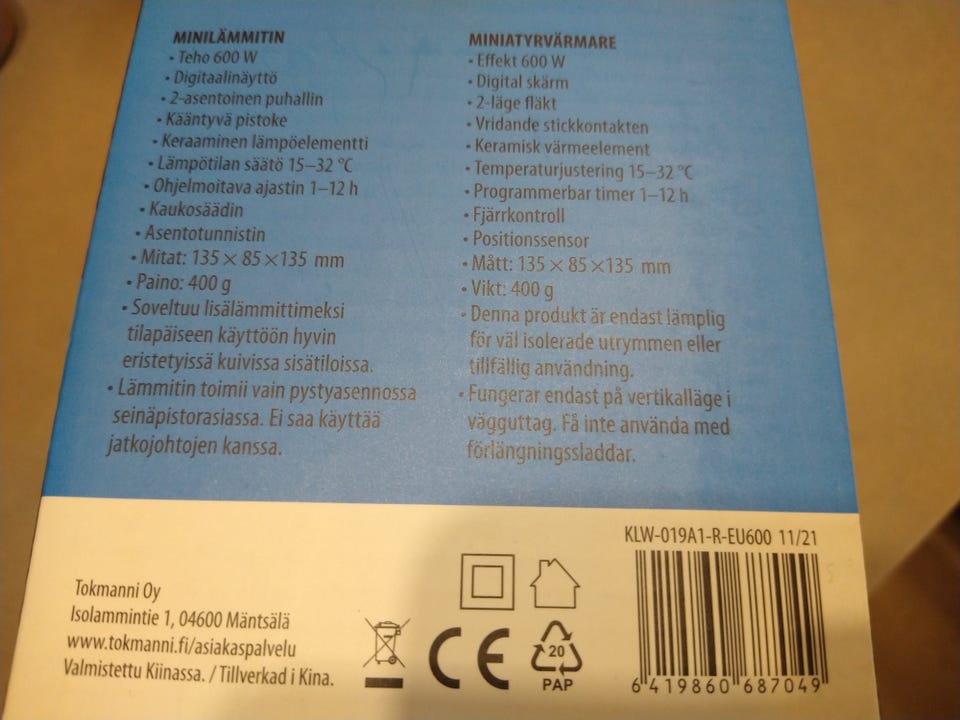 MINILÄMMITIN
• Teho 600 W
• Digitaalinäyttö
• 2-asentoinen puhallin
• Kääntyvä pistoke
• Keraaminen lämpöelementti
• Lämpötilan säätö 15–32 °C
• Ohjelmoitava ajastin 1–12 h
• Kaukosäädin
• Asentotunnistin
• Mitat: 135 × 85 ×135 mm
• Paino: 400 g
• Soveltuu lisälämmittimeksi
tilapäiseen käyttöön hyvin
eristetyissä kuivissa sisätiloissa.
• Lämmitin toimii vain pystyasennossa
seinäpistorasiassa. Ei saa käyttää
jatkojohtojen kanssa.
MINIATYRVÄRMARE
• Effekt 600 W
• Digital skärm
• 2-läge fläkt
• Vridande stickkontakten
• Keramisk värmeelement
• Temperaturjustering 15–32 °C
• Programmerbar timer 1–12 h
• Fjärrkontroll
• Positionssensor
• Mått: 135 × 85 ×135 mm
• Vikt: 400 g
• Denna produkt är endast lämplig
för väl isolerade utrymmen eller
tillfällig användning.
• Fungerar endast på vertikalläge i
vägguttag. Få inte använda med
förlängningssladdar.
Tokmanni Oy
Isolammintie 1, 04600 Mäntsälä
www.tokmanni.fi/asiakaspalvelu
Valmistettu Kiinassa. / Tillverkad i Kina.
CE
20
PAP
KLW-019A1-R-EU600 11/21
6 419860 687049